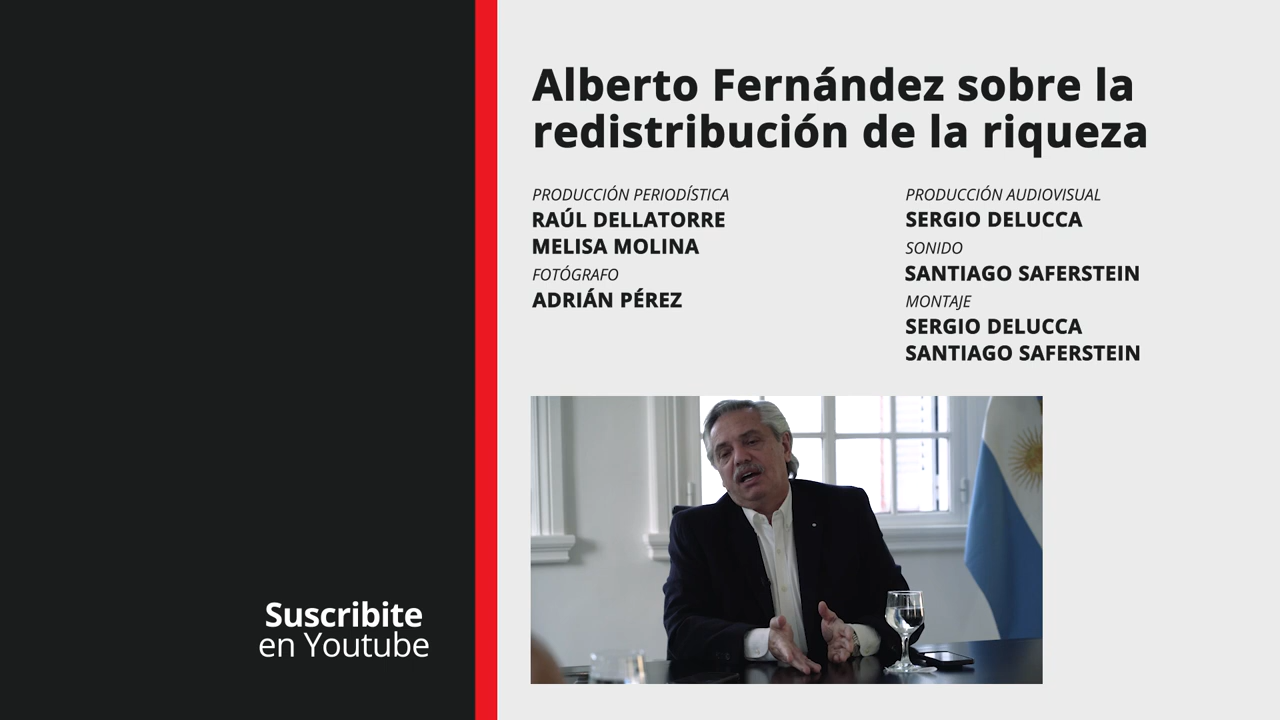 Alberto Fernández sobre la
redistribución de la riqueza
PRODUCCIÓN PERIODÍSTICA
RAÚL DELLATORRE
MELISA MOLINA
FOTÓGRAFO
ADRIÁN PÉREZ
PRODUCCIÓN AUDIOVISUAL
SERGIO DELUCCA
SONIDO
SANTIAGO SAFERSTEIN
MONTAJE
SERGIO DELUCCA
SANTIAGO SAFERSTEIN
Suscribite
en Youtube